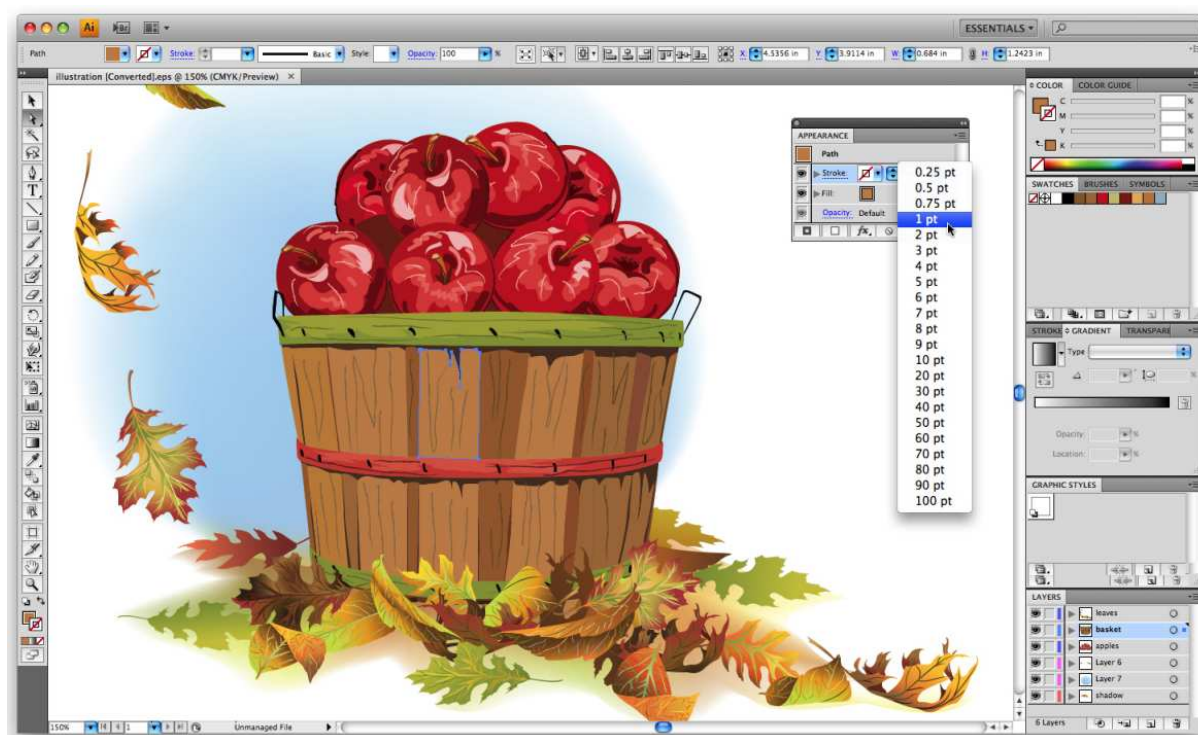 Ai Br ESSENTIALS
Path Stroke: Basic Style: Opacity: 100 % X: 4.5356 in Y: 3.9114 in W: 0.684 in H: 1.2423 in
illustration [Converted].eps @ 150% (CMYK/Preview) ×
COLOR COLOR GUIDE
C %
M %
Y %
K %
APPEARANCE
Path
Stroke:
Fill:
Opacity: Default
fx
0.25 pt
0.5 pt
0.75 pt
1 pt
2 pt
3 pt
4 pt
5 pt
6 pt
7 pt
8 pt
9 pt
10 pt
20 pt
30 pt
40 pt
50 pt
60 pt
70 pt
80 pt
90 pt
100 pt
SWATCHES BRUSHES SYMBOLS
STROKE GRADIENT TRANSPARE
Type
Opacity: %
Location: %
GRAPHIC STYLES
LAYERS
leaves
basket
apples
Layer 6
Layer 7
shadow
6 Layers
150% 1 Unmanaged File